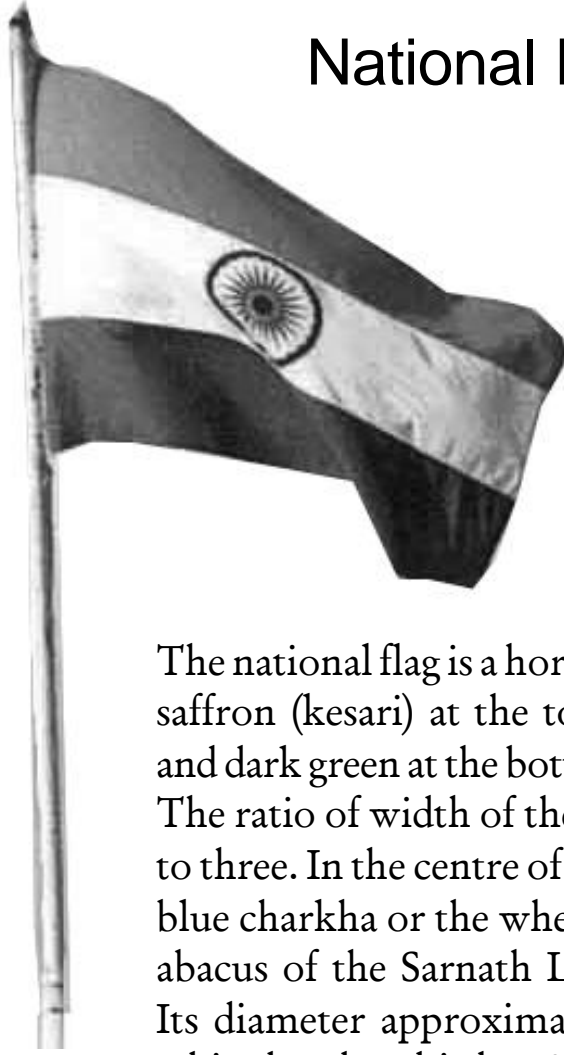 National
The national flag is a hor
saffron (kesari) at the to
and dark green at the bot
The ratio of width of the
to three. In the centre of
blue charkha or the whe
abacus of the Sarnath L
Its diameter approxima